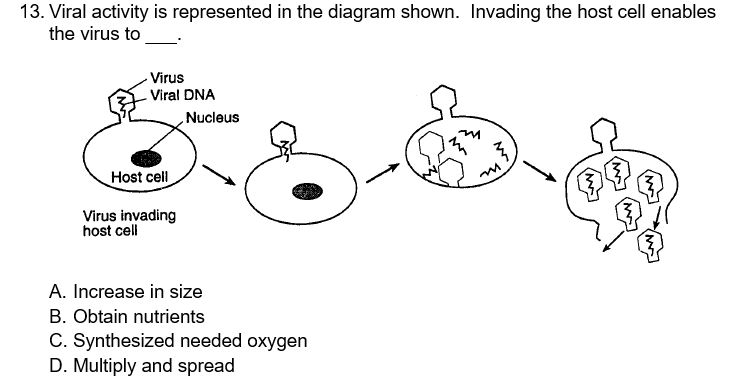 13. Viral activity is represented in the diagram shown. Invading the host cell enables
the virus to ___.
Virus
Viral DNA
Nucleus
Host cell
Virus invading
host cell
A. Increase in size
B. Obtain nutrients
C. Synthesized needed oxygen
D. Multiply and spread